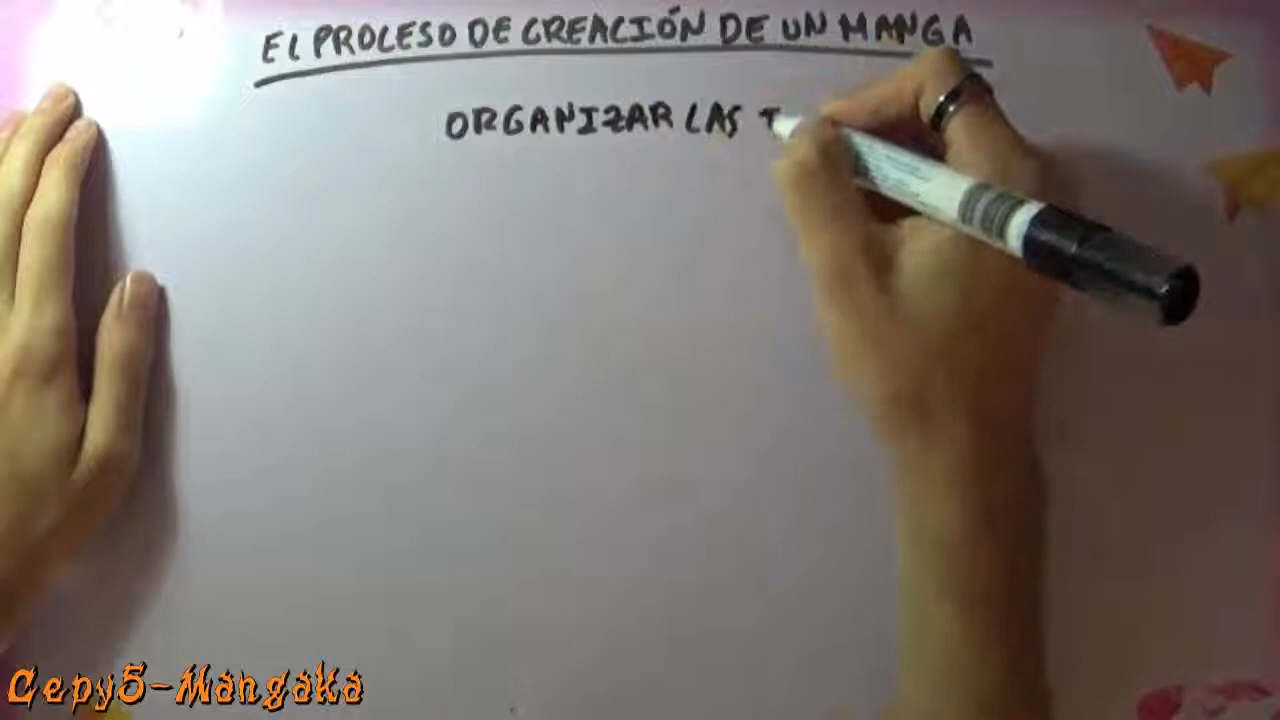 EL PROCESO DE CREACIÓN DE UN MANGA
ORGANIZAR LAS
Cepy5-Mangaka